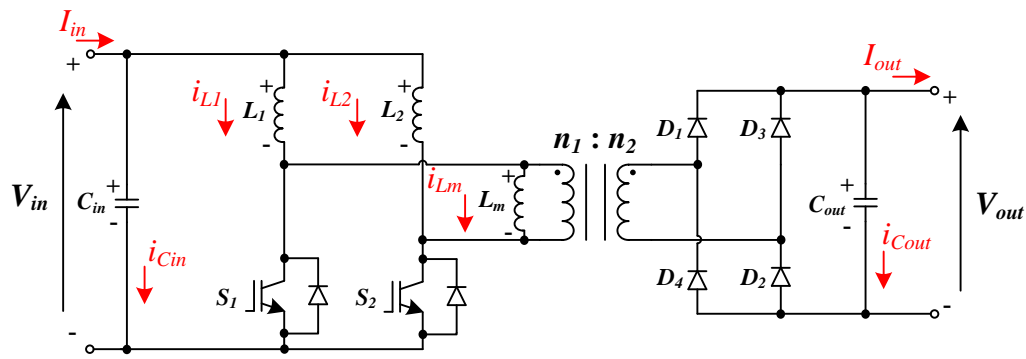 I_in
+
V_in
-
C_in
+
-
i_Cin
i_L1
L_1
+
-
i_L2
L_2
+
-
i_Lm
L_m
+
-
S_1
S_2
n_1 : n_2
D_1
D_3
D_4
D_2
C_out
+
-
i_Cout
I_out
+
V_out
-